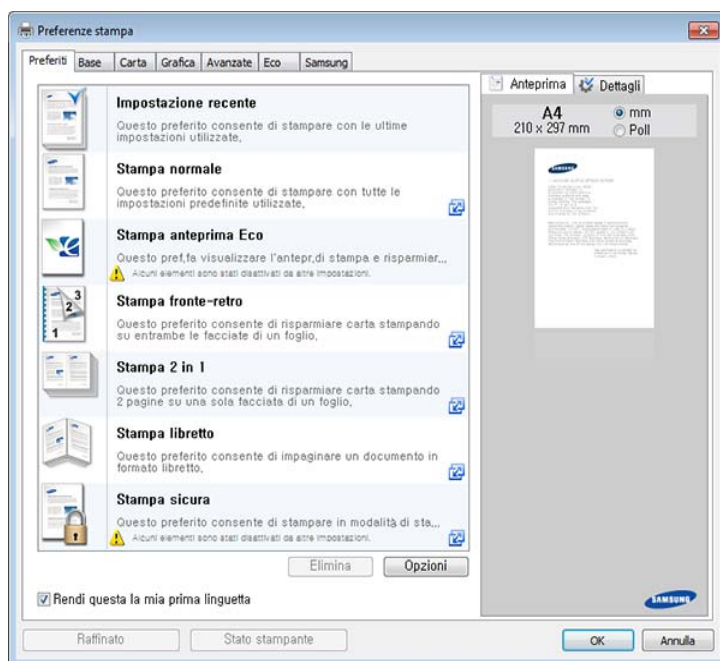 Preferenze stampa
Preferiti Base Carta Grafica Avanzate Eco Samsung
Impostazione recente
Questo preferito consente di stampare con le ultime
impostazioni utilizzate,
Stampa normale
Questo preferito consente di stampare con tutte le
impostazioni predefinite utilizzate,
Stampa anteprima Eco
Questo pref,fa visualizzare l'antepr,di stampa e risparmiar...
Alcuni elementi sono stati disattivati da altre impostazioni.
Stampa fronte-retro
Questo preferito consente di risparmiare carta stampando
su entrambe le facciate di un foglio,
Stampa 2 in 1
Questo preferito consente di risparmiare carta stampando
2 pagine su una sola facciata di un foglio,
Stampa libretto
Questo preferito consente di impaginare un documento in
formato libretto,
Stampa sicura
Questo preferito consente di stampare in modalità di sta...
Alcuni elementi sono stati disattivati da altre impostazioni.
Elimina Opzioni
Rendi questa la mia prima linguetta
Anteprima Dettagli
A4
210 x 297 mm
mm
Poll
SAMSUNG
SAMSUNG
Raffinato Stato stampante OK Annulla